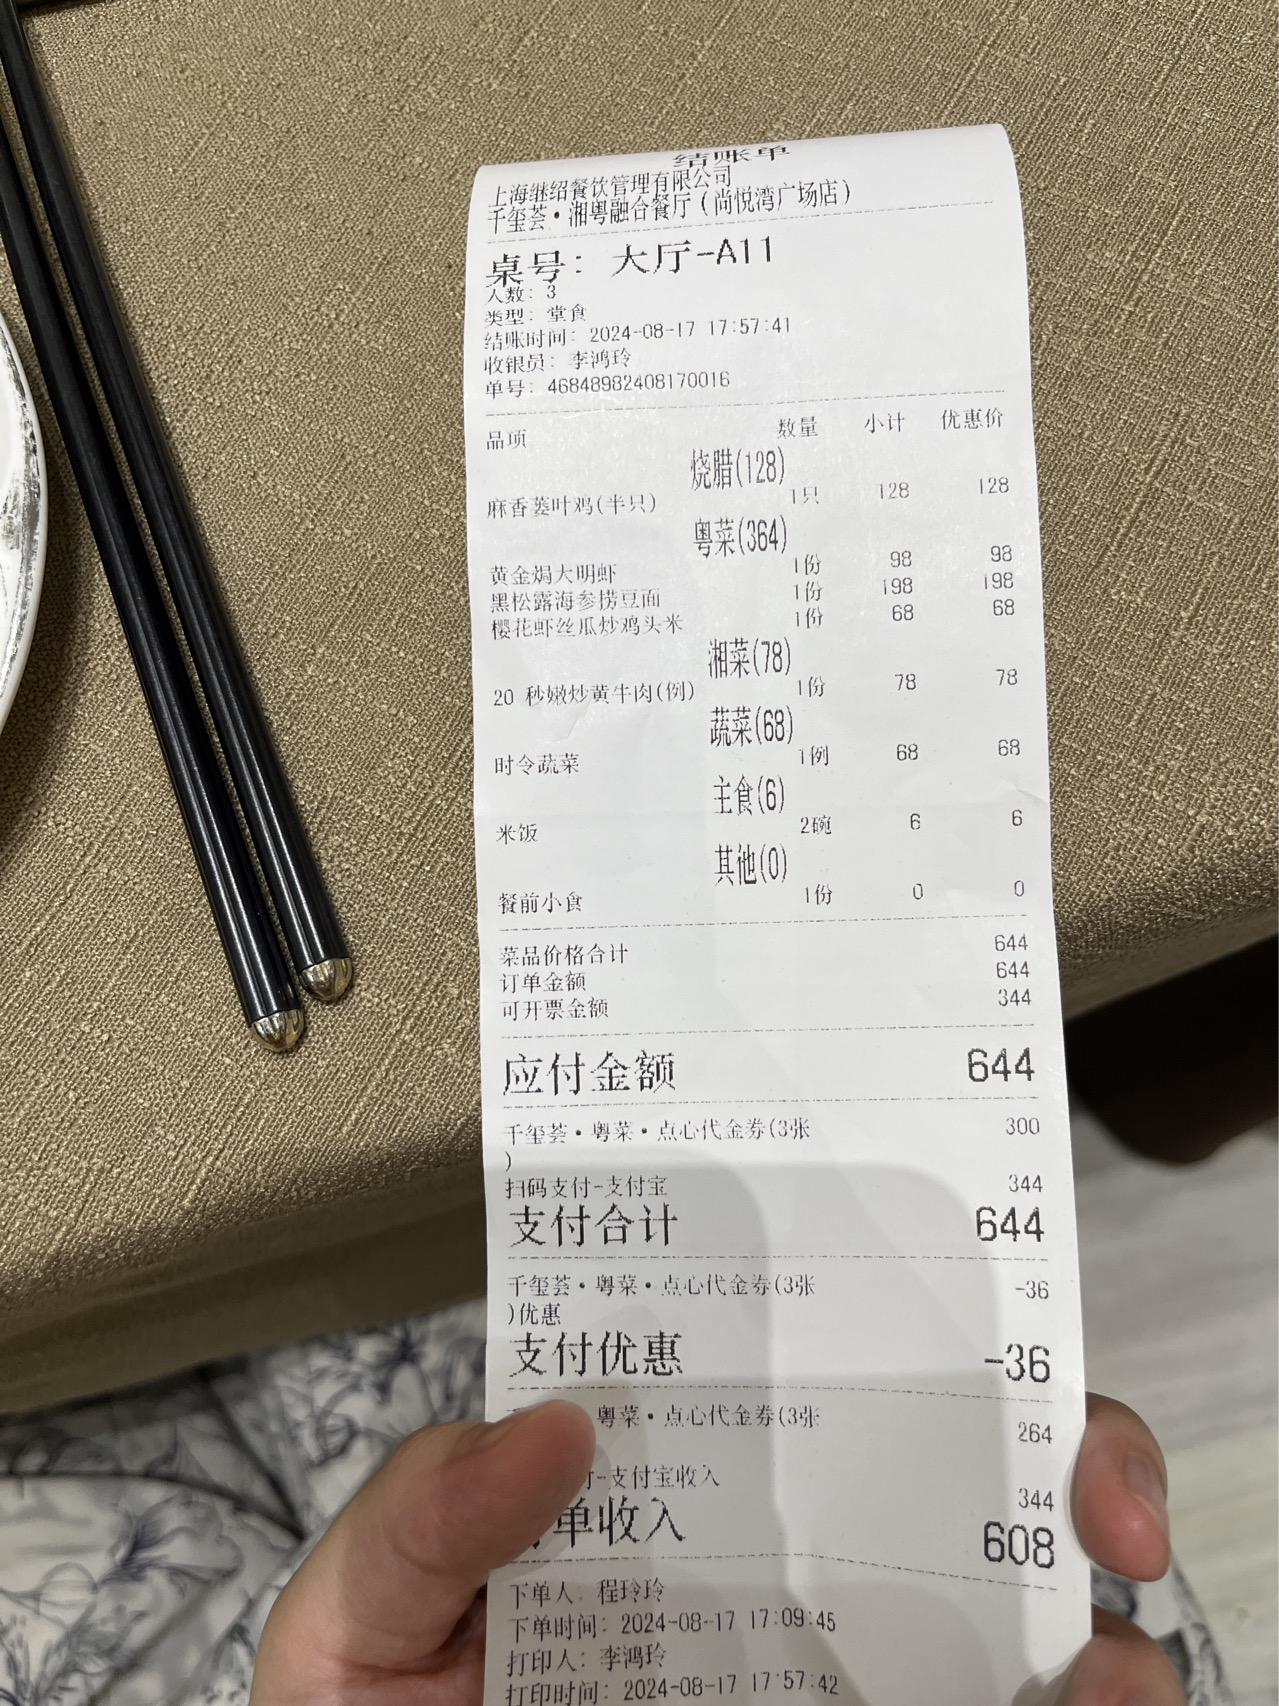 结账单
上海继绍餐饮管理有限公司
千玺荟·湘粤融合餐厅(尚悦湾广场店)
桌号: 大厅-A11
人数: 3
类型: 堂食
结账时间: 2024-08-17 17:57:41
收银员: 李鸿玲
单号: 46848982408170016
品项 数量 小计 优惠价
烧腊(128)
麻香蒌叶鸡(半只) 1只 128 128
粤菜(364)
黄金焗大明虾 1份 98 98
黑松露海参捞豆面 1份 198 198
樱花虾丝瓜炒鸡头米 1份 68 68
湘菜(78)
20 秒嫩炒黄牛肉(例) 1份 78 78
蔬菜(68)
时令蔬菜 1例 68 68
主食(6)
米饭 2碗 6 6
其他(0)
餐前小食 1份 0 0
菜品价格合计 644
订单金额 644
可开票金额 344
应付金额 644
千玺荟·粤菜·点心代金券(3张 300
)
扫码支付-支付宝 344
支付合计 644
千玺荟·粤菜·点心代金券(3张 -36
)优惠
支付优惠 -36
粤菜·点心代金券(3张 264
-支付宝收入 344
单收入 608
下单人: 程玲玲
下单时间: 2024-08-17 17:09:45
打印人: 李鸿玲
打印时间: 2024-08-17 17:57:42